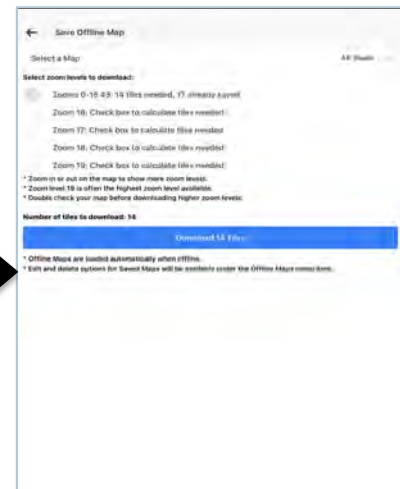 Save Offline Map
Select a Map
Select zoom levels to download:
Zooms 0-15.49: 14 tiles needed, 17 already saved
Zoom 16: Check box to calculate tiles needed
Zoom 17: Check box to calculate tiles needed
Zoom 18: Check box to calculate tiles needed
Zoom 19: Check box to calculate tiles needed
* Zoom in or out on the map to show more zoom levels.
* Zoom level 19 is often the highest zoom level available.
* Double check your map before downloading higher zoom levels.
Number of tiles to download: 14
Download 14 Tiles
* Offline Maps are loaded automatically when offline.
* Edit and delete options for Saved Maps will be available under the Offline Maps menu item.